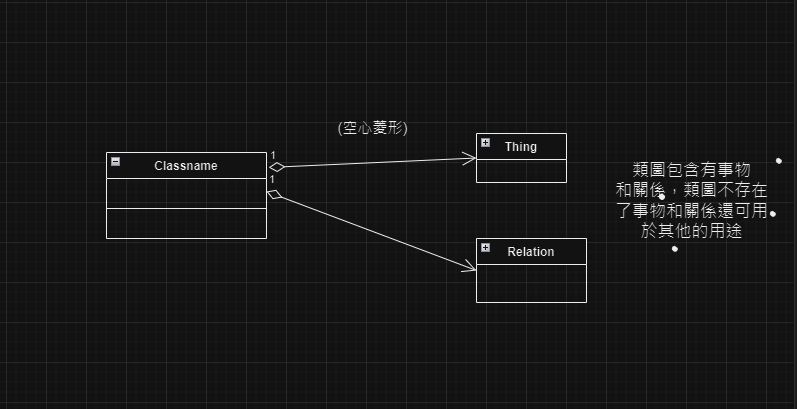 (空心菱形)
Classname
1
1
Thing
Relation
類圖包含有事物
和關係，類圖不存在
了事物和關係還可用
於其他的用途